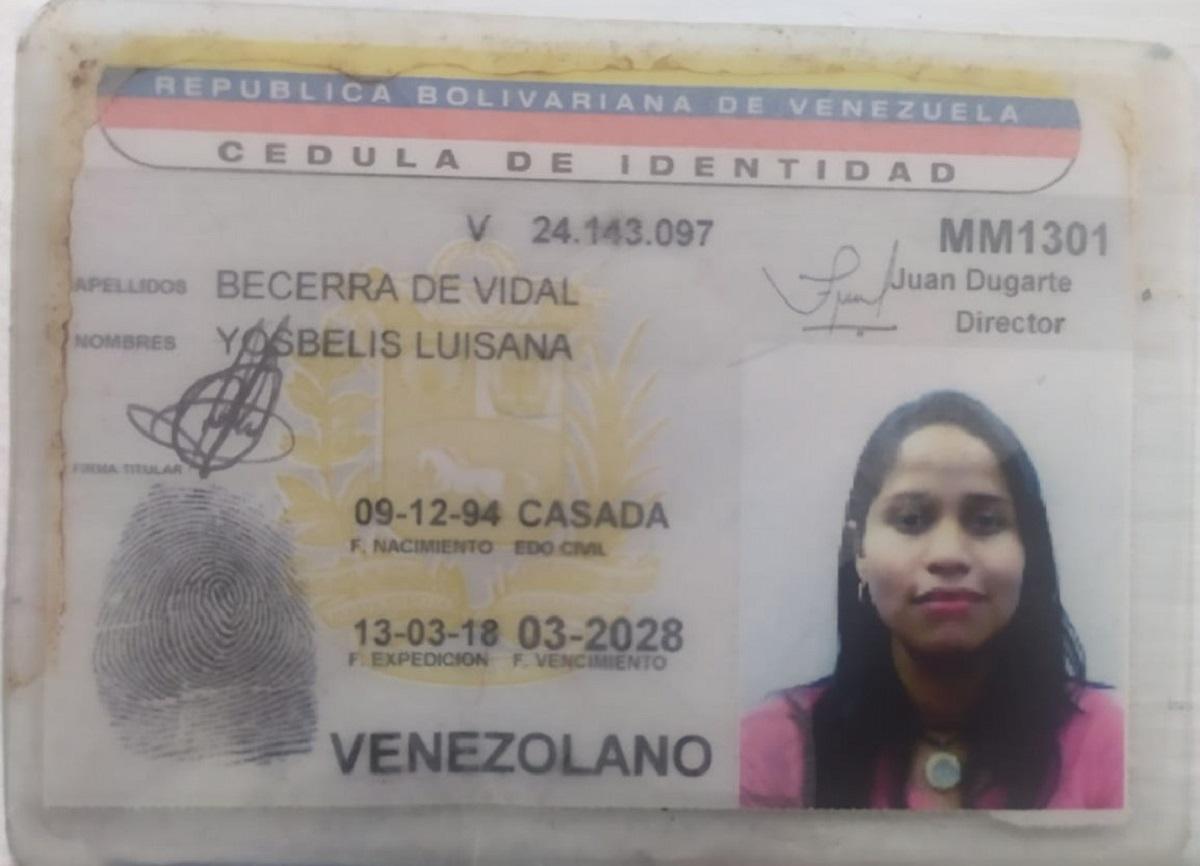 REPUBLICA BOLIVARIANA DE VENEZUELA
CEDULA DE IDENTIDAD
V 24.143.097 MM1301
Juan Dugarte
Director
APELLIDOS BECERRA DE VIDAL
NOMBRES YOSBELIS LUISANA
FIRMA TITULAR
09-12-94 CASADA
F. NACIMIENTO EDO CIVIL
13-03-18 03-2028
F. EXPEDICION F. VENCIMIENTO
VENEZOLANO